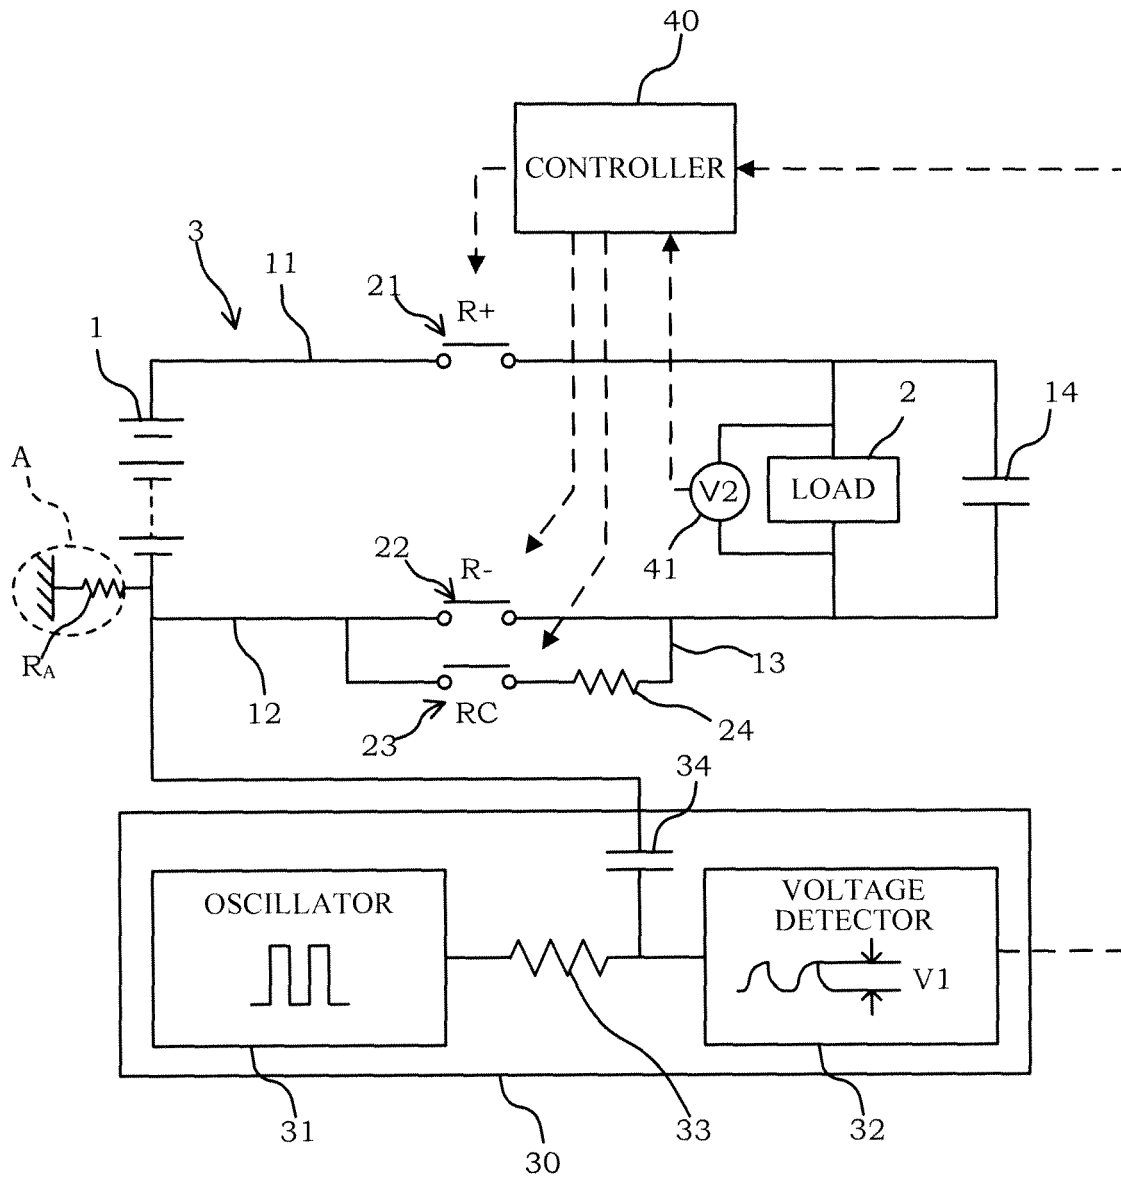 40
CONTROLLER
3
11
21
R+
1
2
14
A
V2
LOAD
22
R-
41
RA
12
13
23
RC
24
34
OSCILLATOR
VOLTAGE
DETECTOR
V1
31
33
32
30